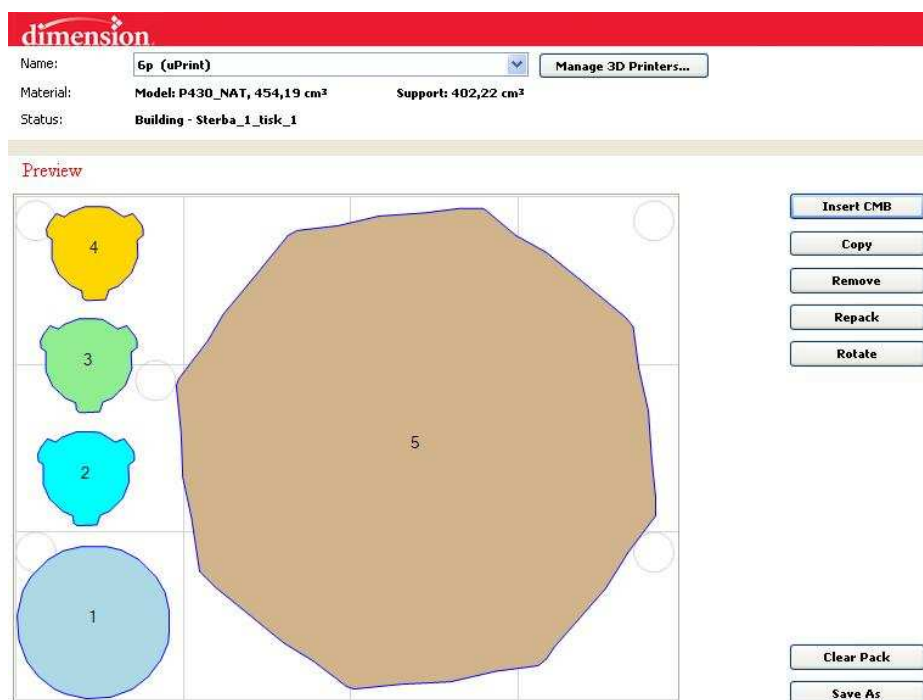 dimension
Name: 6p (uPrint) Manage 3D Printers...
Material: Model: P430_NAT, 454,19 cm³ Support: 402,22 cm³
Status: Building - Sterba_1_tisk_1
Preview
Insert CMB
4 Copy
Remove
Repack
3 Rotate
5
2
1
Clear Pack
Save As